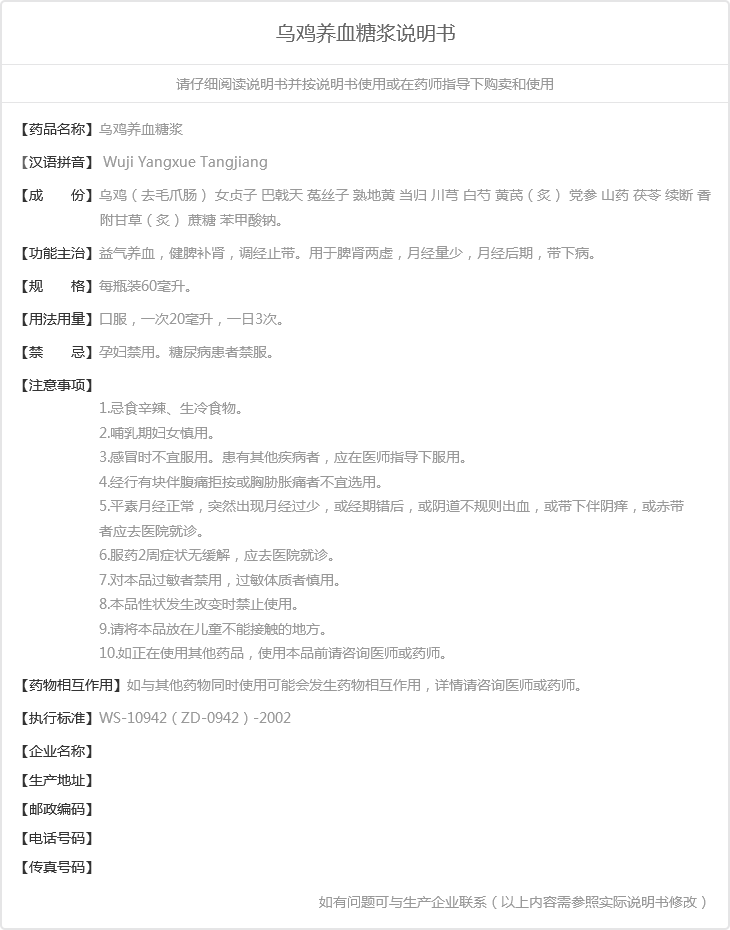 乌鸡养血糖浆说明书
请仔细阅读说明书并按说明书使用或在药师指导下购卖和使用
【药品名称】乌鸡养血糖浆
【汉语拼音】 Wuji Yangxue Tangjiang
【成　　份】乌鸡（去毛爪肠） 女贞子 巴戟天 菟丝子 熟地黄 当归 川芎 白芍 黄芪（炙） 党参 山药 茯苓 续断 香
附甘草（炙） 蔗糖 苯甲酸钠。
【功能主治】益气养血，健脾补肾，调经止带。用于脾肾两虚，月经量少，月经后期，带下病。
【规　　格】每瓶装60毫升。
【用法用量】口服，一次20毫升，一日3次。
【禁　　忌】孕妇禁用。糖尿病患者禁服。
【注意事项】
1.忌食辛辣、生冷食物。
2.哺乳期妇女慎用。
3.感冒时不宜服用。患有其他疾病者，应在医师指导下服用。
4.经行有块伴腹痛拒按或胸胁胀痛者不宜选用。
5.平素月经正常，突然出现月经过少，或经期错后，或阴道不规则出血，或带下伴阴痒，或赤带
者应去医院就诊。
6.服药2周症状无缓解，应去医院就诊。
7.对本品过敏者禁用，过敏体质者慎用。
8.本品性状发生改变时禁止使用。
9.请将本品放在儿童不能接触的地方。
10.如正在使用其他药品，使用本品前请咨询医师或药师。
【药物相互作用】如与其他药物同时使用可能会发生药物相互作用，详情请咨询医师或药师。
【执行标准】WS-10942（ZD-0942）-2002
【企业名称】
【生产地址】
【邮政编码】
【电话号码】
【传真号码】
如有问题可与生产企业联系（以上内容需参照实际说明书修改）